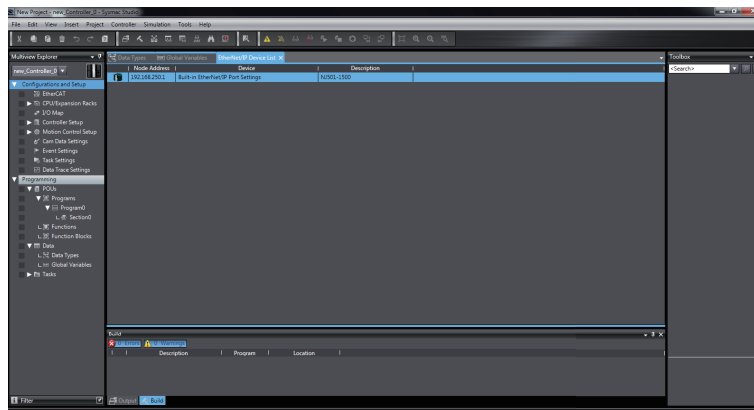 New Project - new_Controller_0 - Sysmac Studio
File Edit View Insert Project Controller Simulation Tools Help
Multiview Explorer
new_Controller_0
Configurations and Setup
EtherCAT
CPU/Expansion Racks
I/O Map
Controller Setup
Motion Control Setup
Cam Data Settings
Event Settings
Task Settings
Data Trace Settings
Programming
POUs
Programs
Program0
Section0
Functions
Function Blocks
Data
Data Types
Global Variables
Tasks
Filter
Data Types Global Variables EtherNet/IP Device List
Node Address Device Description
192.168.250.1 Built-in EtherNet/IP Port Settings NJ501-1500
Build
0 Errors 0 Warnings
Description Program Location
Output Build
Toolbox
<Search>